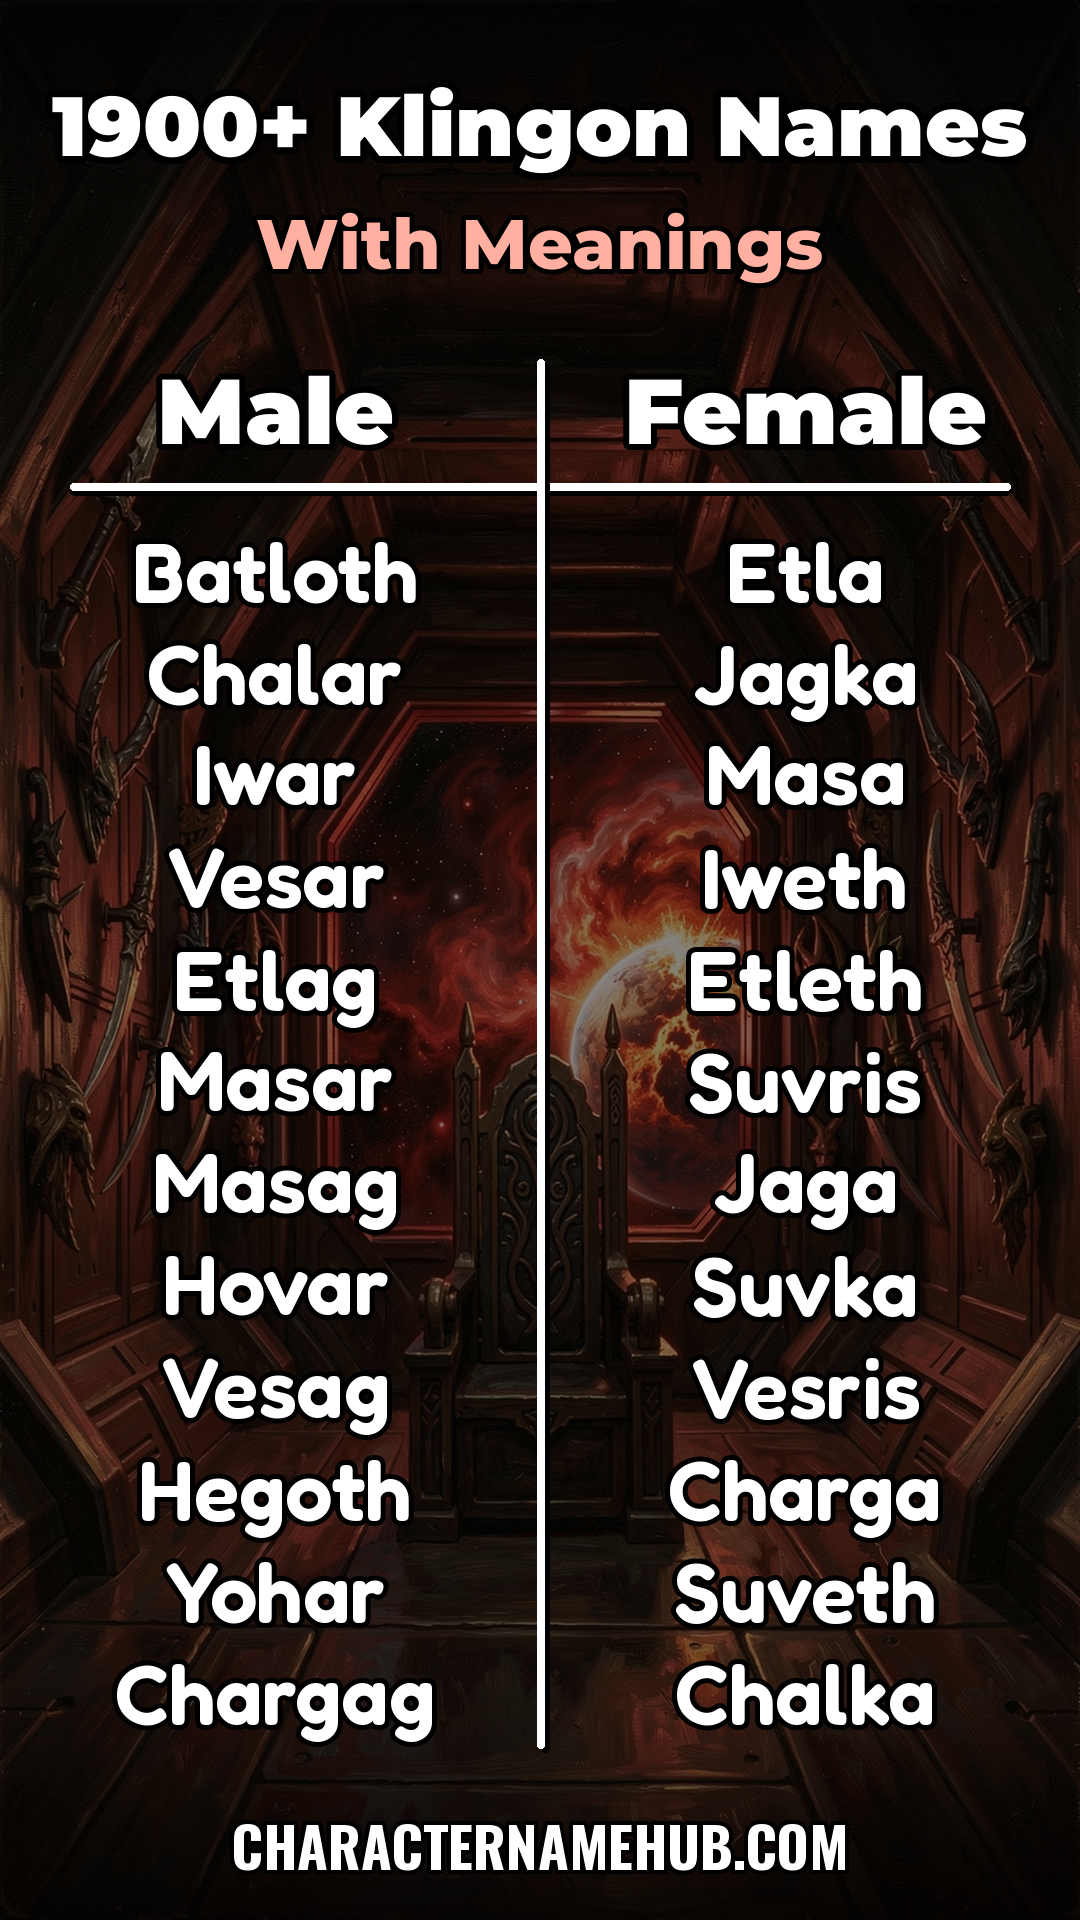 1900+ Klingon Names
With Meanings
Male Female
Batloth Etla
Chalar Jagka
Iwar Masa
Vesar Iweth
Etlag Etleth
Masar Suvris
Masag Jaga
Hovar Suvka
Vesag Vesris
Hegoth Charga
Yohar Suveth
Chargag Chalka
CHARACTERNAMEHUB.COM